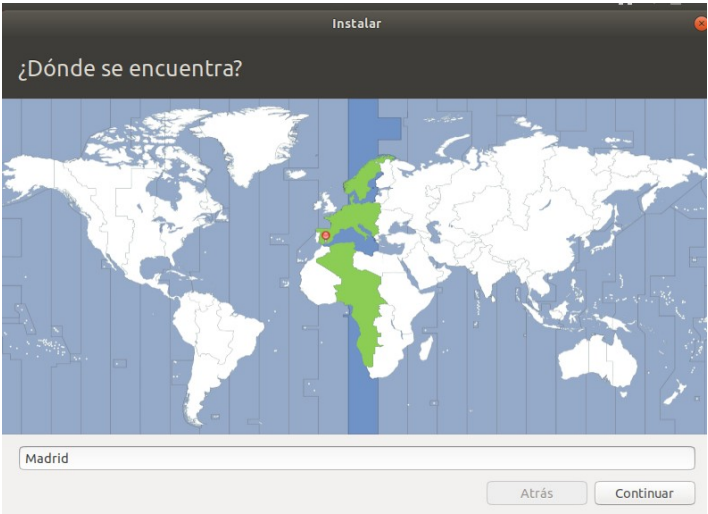 Instalar
¿Dónde se encuentra?
Madrid
Atrás
Continuar